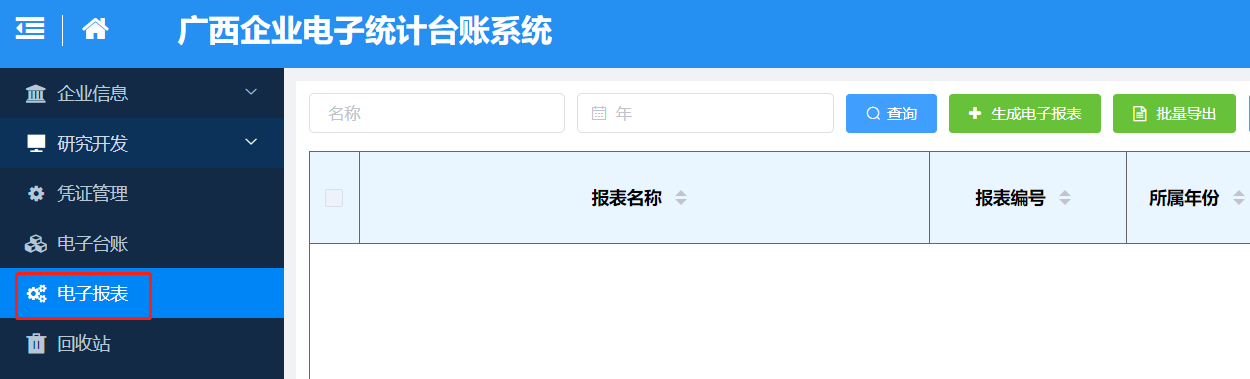 广西企业电子统计台账系统
企业信息
研究开发
凭证管理
电子台账
电子报表
回收站
名称
年
查询
生成电子报表
批量导出
报表名称
报表编号
所属年份